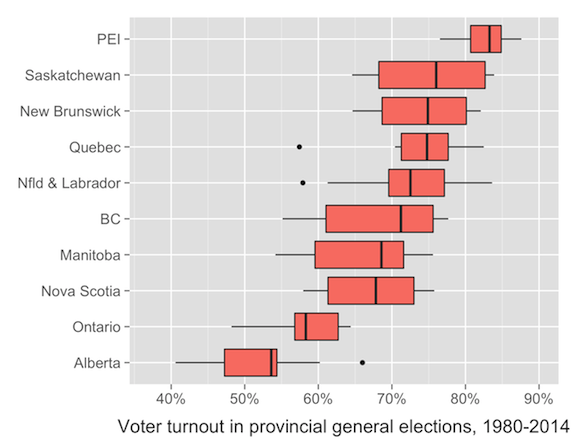 PEI
Saskatchewan
New Brunswick
Quebec
Nfld & Labrador
BC
Manitoba
Nova Scotia
Ontario
Alberta
40% 50% 60% 70% 80% 90%
Voter turnout in provincial general elections, 1980-2014